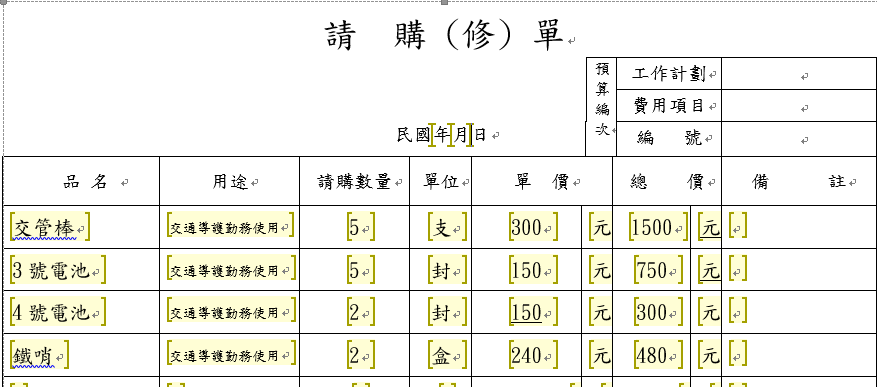 請 購（修）單
預算編次 工作計劃
費用項目
民國年月日 編 號
品 名 用途 請購數量 單位 單 價 總 價 備 註
交管棒 交通導護勤務使用 5 支 300 元 1500 元
3 號電池 交通導護勤務使用 5 封 150 元 750 元
4 號電池 交通導護勤務使用 2 封 150 元 300 元
鐵哨 交通導護勤務使用 2 盒 240 元 480 元